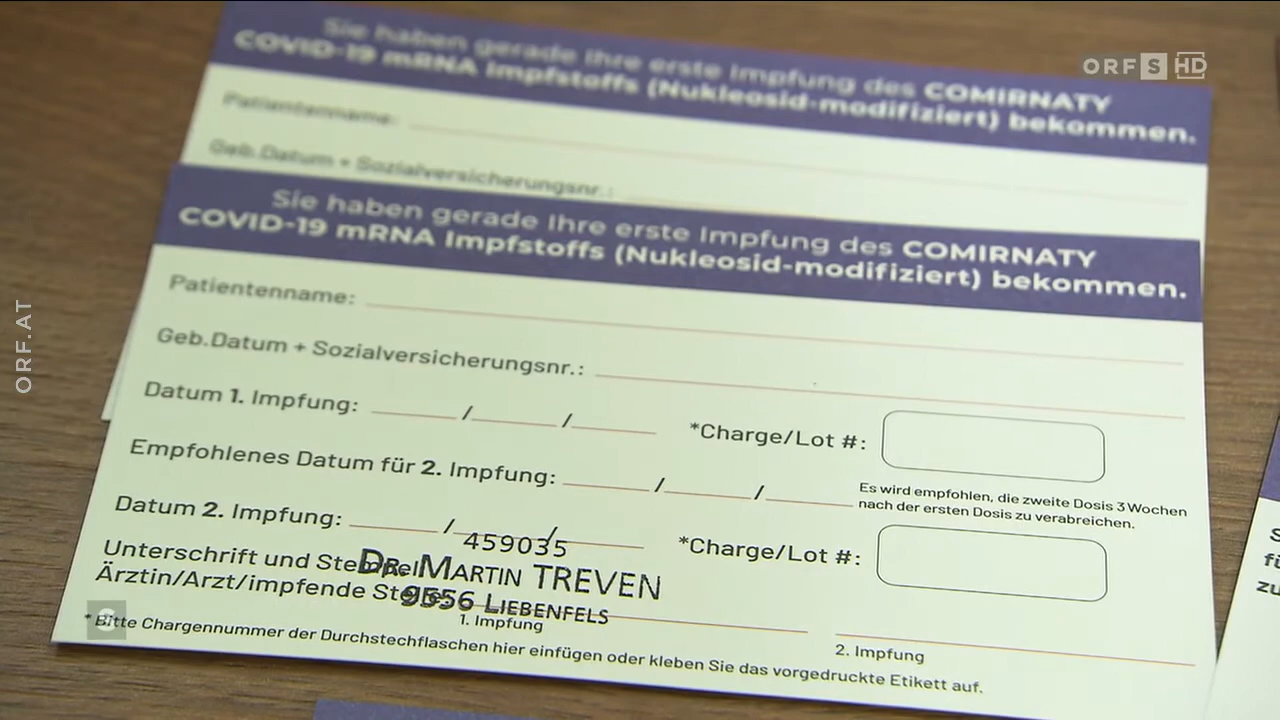 Sie haben gerade Ihre erste Impfung des COMIRNATY
COVID-19 mRNA Impfstoffs (Nukleosid-modifiziert) bekommen.
Patientenname:
Geb.Datum + Sozialversicherungsnr.:
ORF S HD
Sie haben gerade Ihre erste Impfung des COMIRNATY
COVID-19 mRNA Impfstoffs (Nukleosid-modifiziert) bekommen.
Patientenname:
Geb.Datum + Sozialversicherungsnr.:
Datum 1. Impfung: / / *Charge/Lot #:
Empfohlenes Datum für 2. Impfung: / /
Es wird empfohlen, die zweite Dosis 3 Wochen
nach der ersten Dosis zu verabreichen.
Datum 2. Impfung: / / *Charge/Lot #:
459035
Unterschrift und Stempel
DR. MARTIN TREVEN
Ärztin/Arzt/impfende Stelle:
9556 LIEBENFELS
1. Impfung
2. Impfung
*Bitte Chargennummer der Durchstechflaschen hier einfügen oder kleben Sie das vorgedruckte Etikett auf.
ORF.AT
S
fü
zu